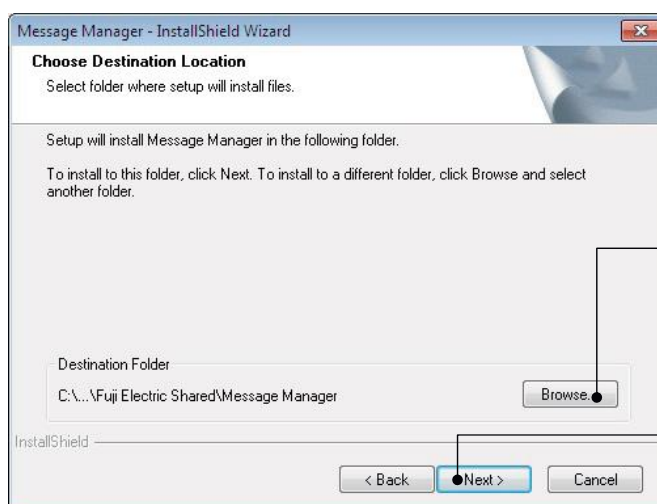 Message Manager - InstallShield Wizard
Choose Destination Location
Select folder where setup will install files.
Setup will install Message Manager in the following folder.
To install to this folder, click Next. To install to a different folder, click Browse and select
another folder.
Destination Folder
C:\...\Fuji Electric Shared\Message Manager
Browse...
InstallShield
< Back
Next >
Cancel